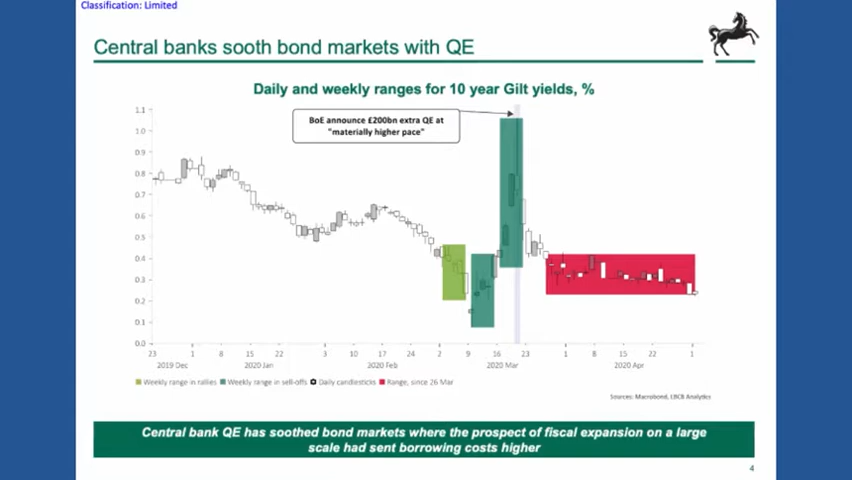 Classification: Limited
Central banks sooth bond markets with QE
Daily and weekly ranges for 10 year Gilt yields, %
BoE announce £200bn extra QE at
"materially higher pace"
1.1
1.0
0.9
0.8
0.7
0.6
0.5
0.4
0.3
0.2
0.1
0.0
23 1 8 15 22 3 10 17 24 2 9 16 23 1 8 15 22 1
2019 Dec 2020 Jan 2020 Feb 2020 Mar 2020 Apr
Weekly range in rallies Weekly range in sell-offs Daily candlesticks Range, since 26 Mar
Sources: Macrobond, LBCB Analytics
Central bank QE has soothed bond markets where the prospect of fiscal expansion on a large
scale had sent borrowing costs higher
4